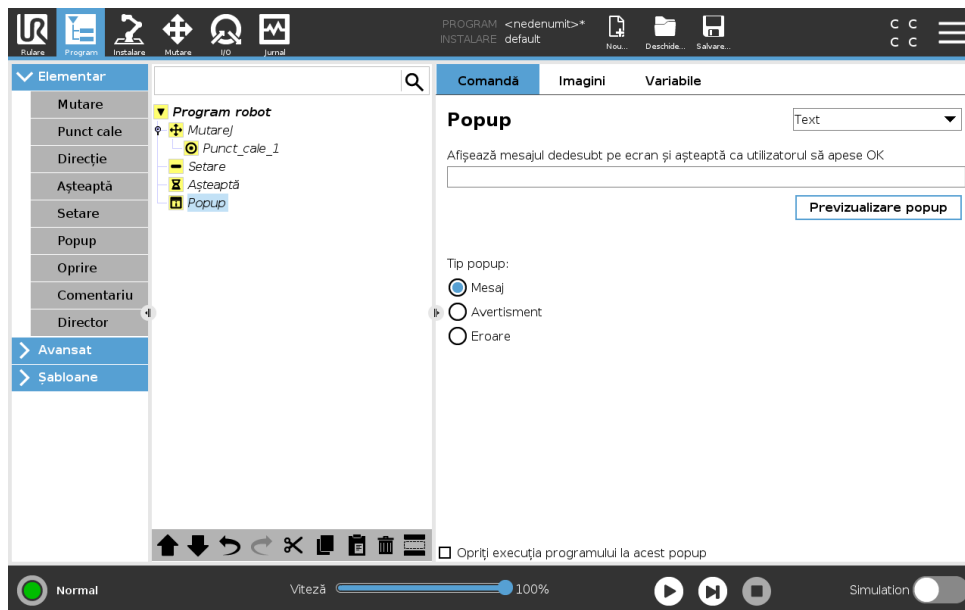 UR
Rulare
Program
Instalare
Mutare
I/O
Jurnal
PROGRAM <nedenumit>*
INSTALARE default
Nou...
Deschide...
Salvare...
C C
C C
Elementar
Mutare
Punct cale
Direcție
Așteaptă
Setare
Popup
Oprire
Comentariu
Director
Avansat
Șabloane
Program robot
MutareJ
Punct_cale_1
Setare
Așteaptă
Popup
Comandă Imagini Variabile
Popup
Text
Afișează mesajul dedesubt pe ecran și așteaptă ca utilizatorul să apese OK
Previzualizare popup
Tip popup:
Mesaj
Avertisment
Eroare
Opriți execuția programului la acest popup
Normal
Viteză 100%
Simulation